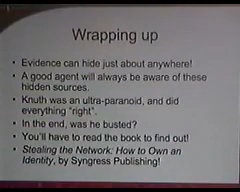 Wrapping up
• Evidence can hide just about anywhere!
• A good agent will always be aware of these
hidden sources.
• Knuth was an ultra-paranoid, and did
everything "right".
• In the end, was he busted?
• You'll have to read the book to find out!
• Stealing the Network: How to Own an
Identity, by Syngress Publishing!